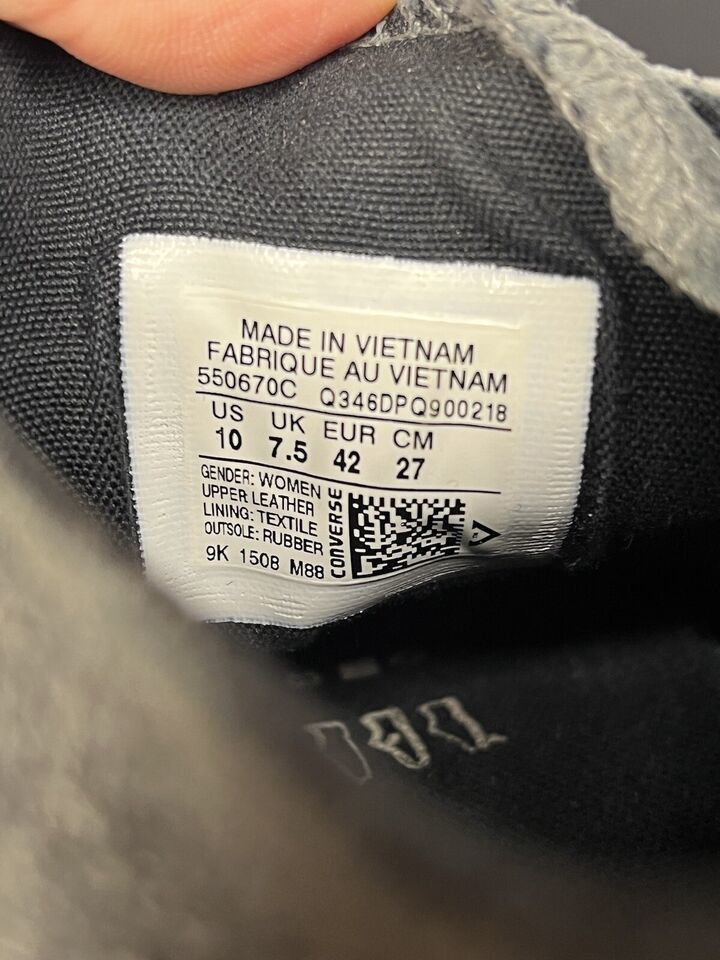 MADE IN VIETNAM
FABRIQUE AU VIETNAM
550670C Q346DPQ900218
US UK EUR CM
10 7.5 42 27
GENDER: WOMEN
UPPER LEATHER
LINING: TEXTILE
OUTSOLE: RUBBER
9K 1508 M88
CONVERSE